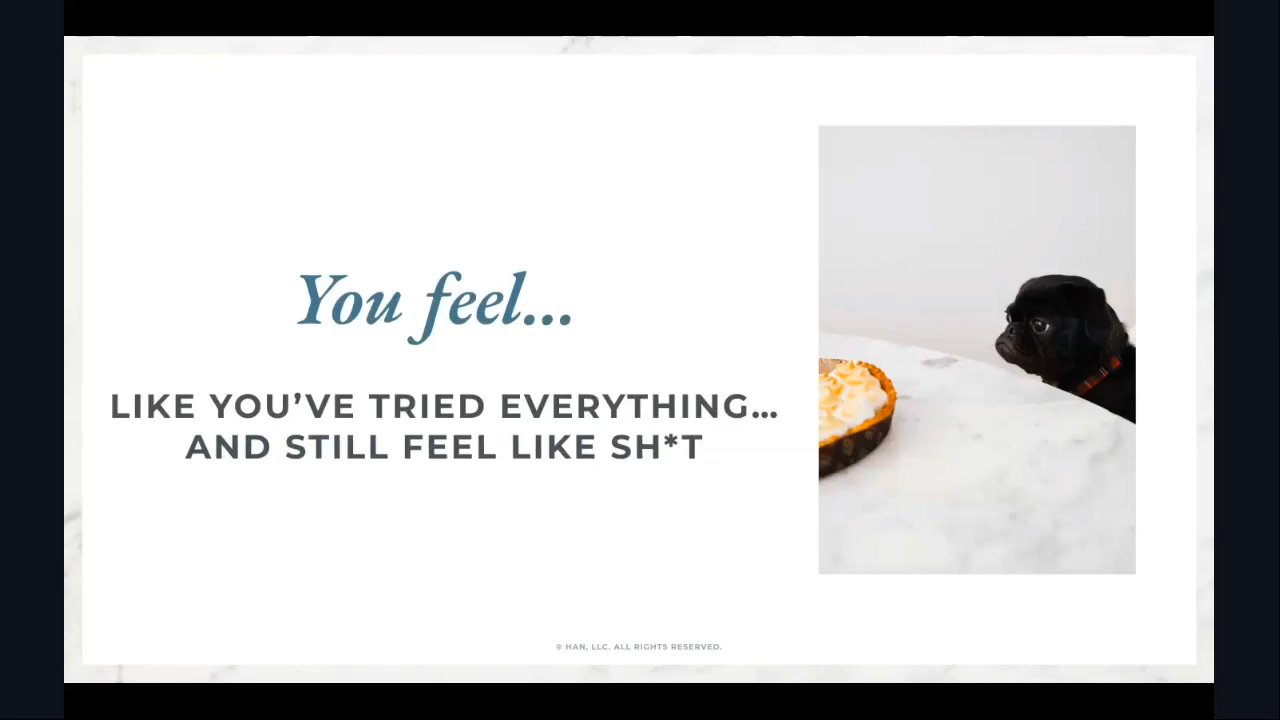 You feel...
LIKE YOU’VE TRIED EVERYTHING...
AND STILL FEEL LIKE SH*T
© HAN, LLC. ALL RIGHTS RESERVED.